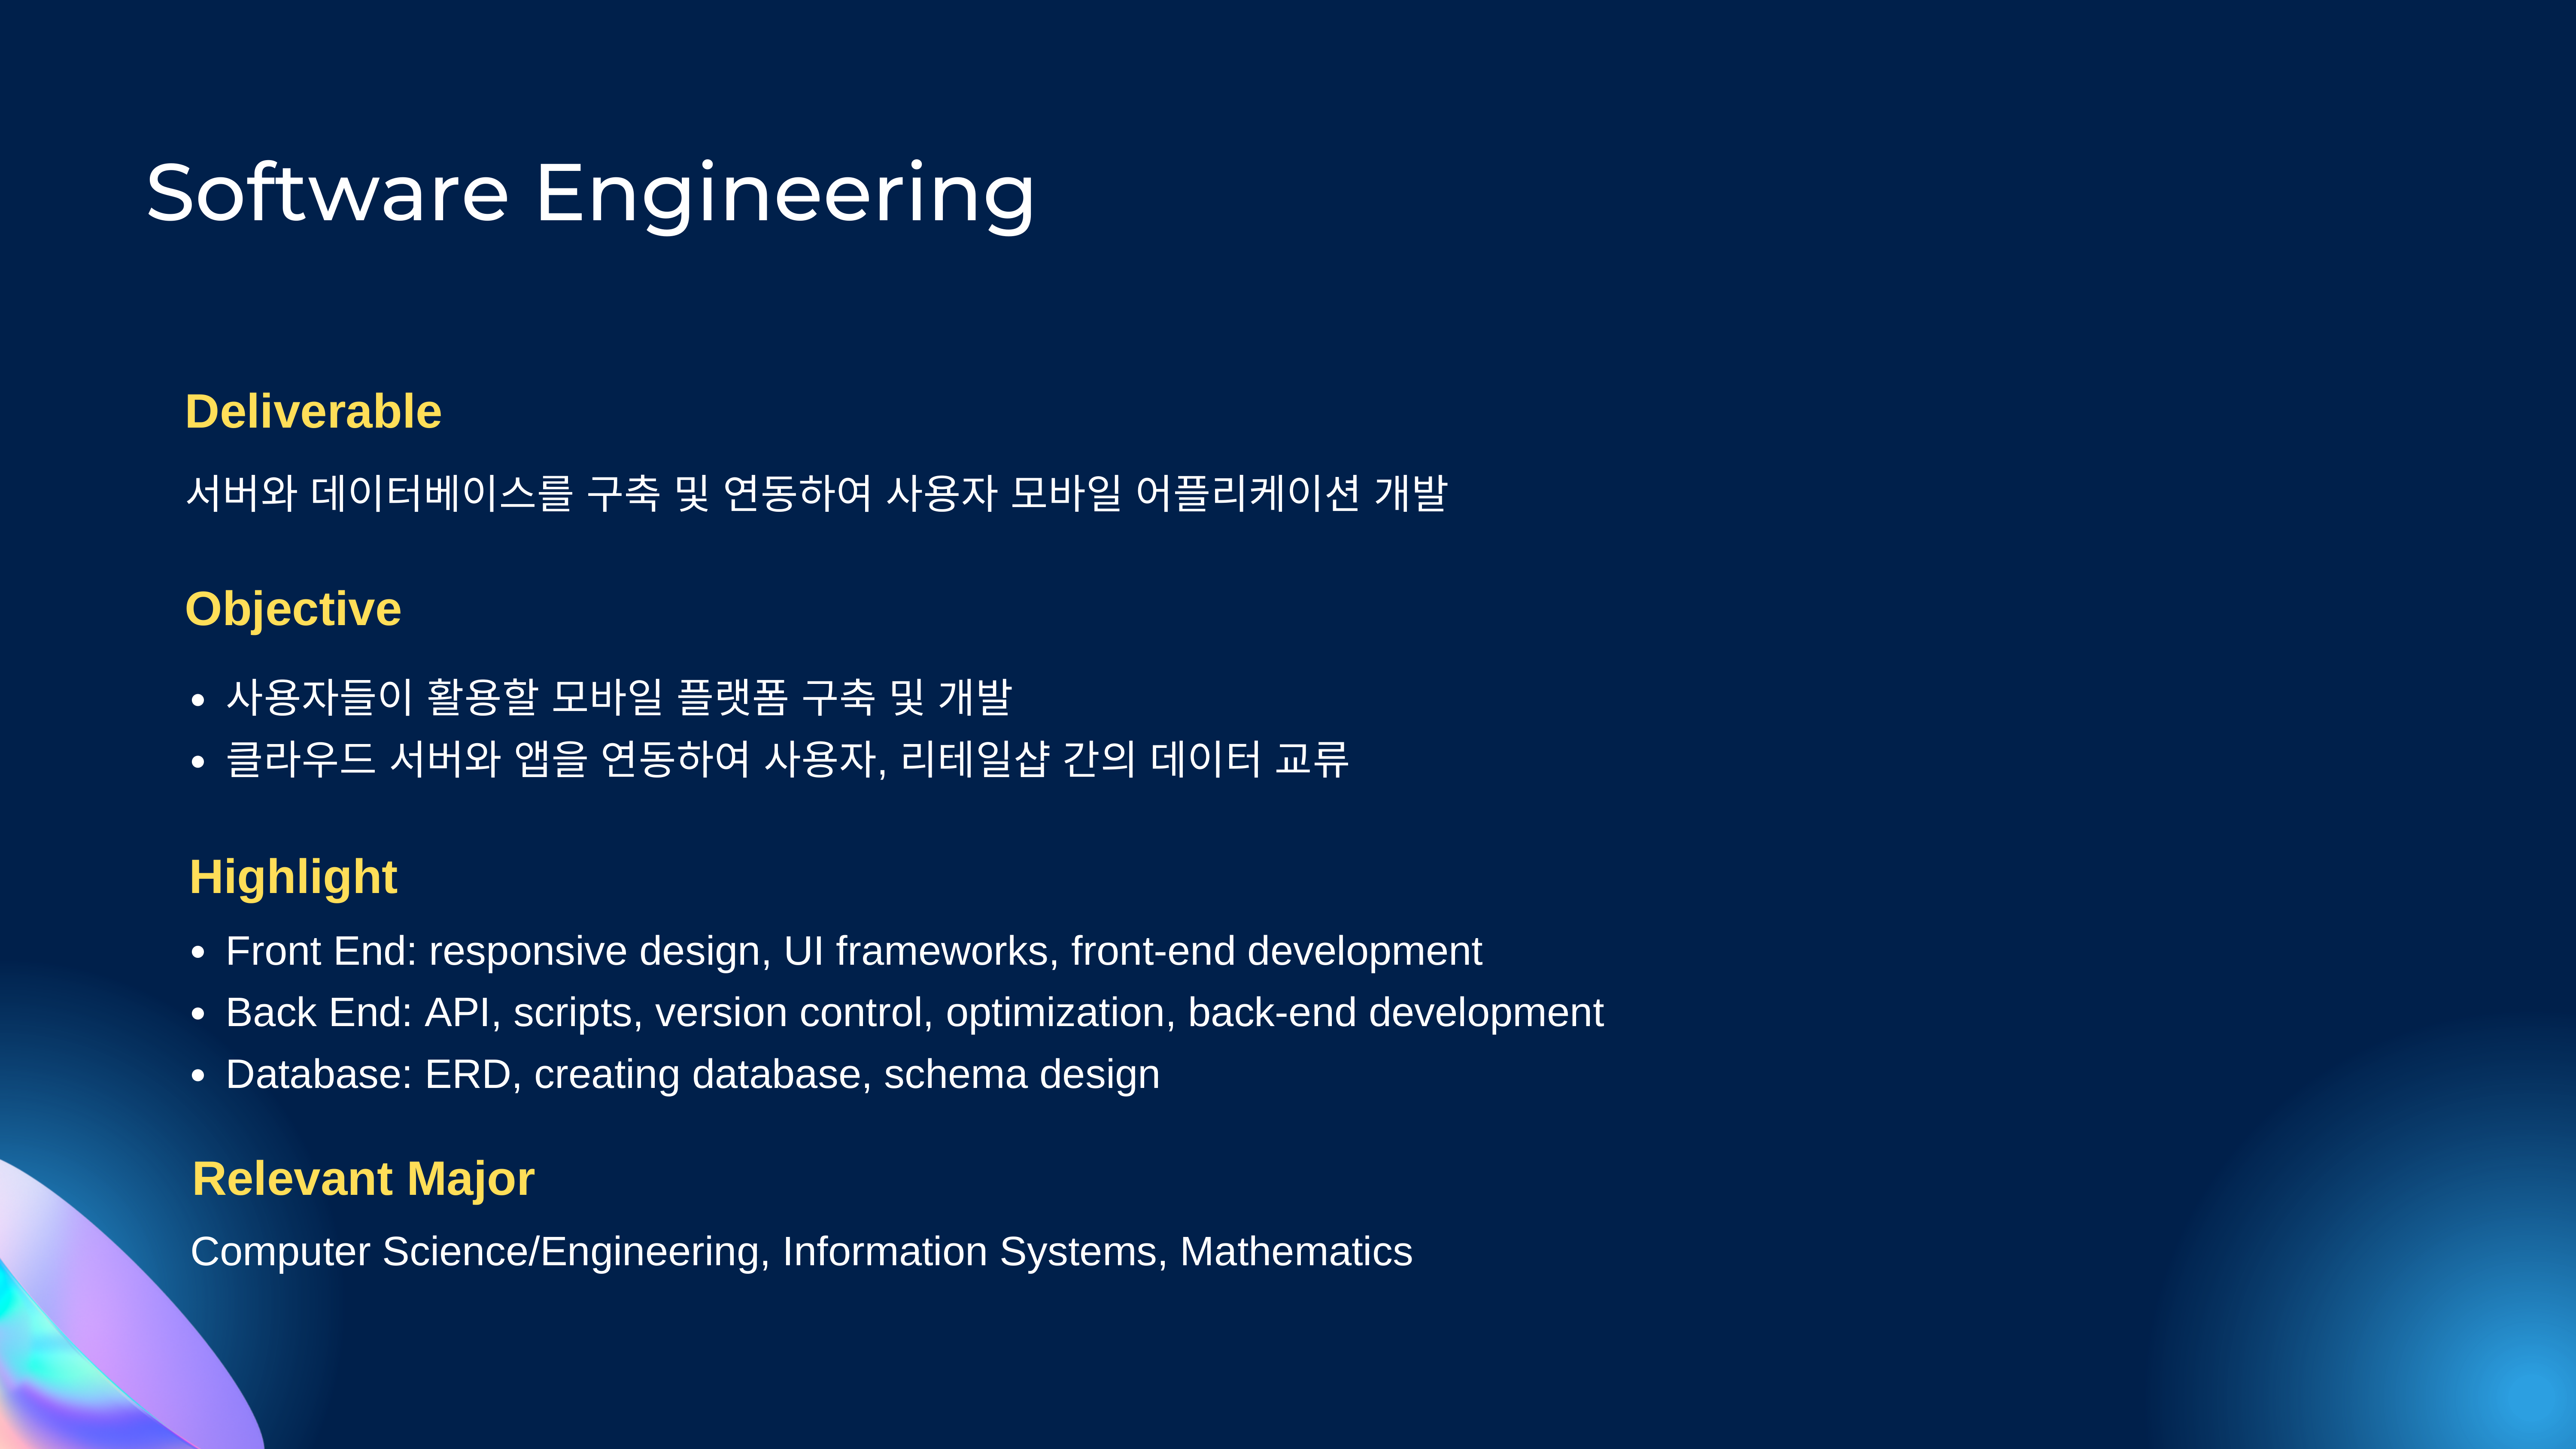 Software Engineering
Deliverable
서버와 데이터베이스를 구축 및 연동하여 사용자 모바일 어플리케이션 개발
Objective
• 사용자들이 활용할 모바일 플랫폼 구축 및 개발
• 클라우드 서버와 앱을 연동하여 사용자, 리테일샵 간의 데이터 교류
Highlight
• Front End: responsive design, UI frameworks, front-end development
• Back End: API, scripts, version control, optimization, back-end development
• Database: ERD, creating database, schema design
Relevant Major
Computer Science/Engineering, Information Systems, Mathematics